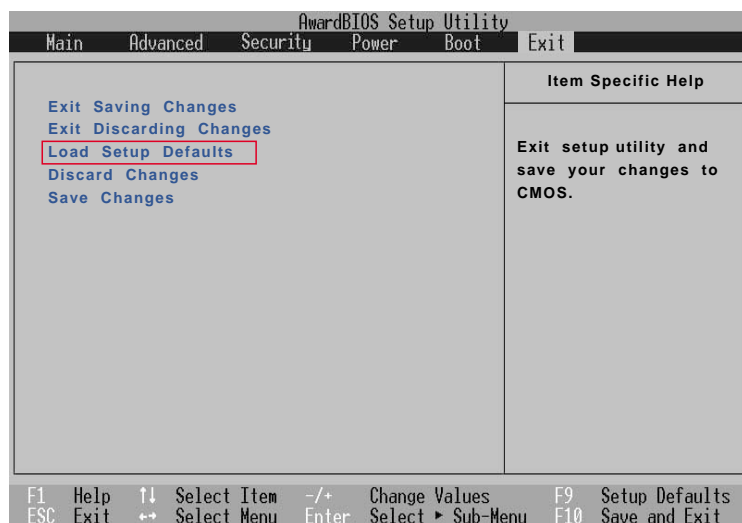 AwardBIOS Setup Utility
Main Advanced Security Power Boot Exit
Item Specific Help
Exit Saving Changes
Exit Discarding Changes
Load Setup Defaults
Discard Changes
Save Changes
Exit setup utility and
save your changes to
CMOS.
F1 Help ↑↓ Select Item -/+ Change Values F9 Setup Defaults
ESC Exit ←→ Select Menu Enter Select ▸ Sub-Menu F10 Save and Exit